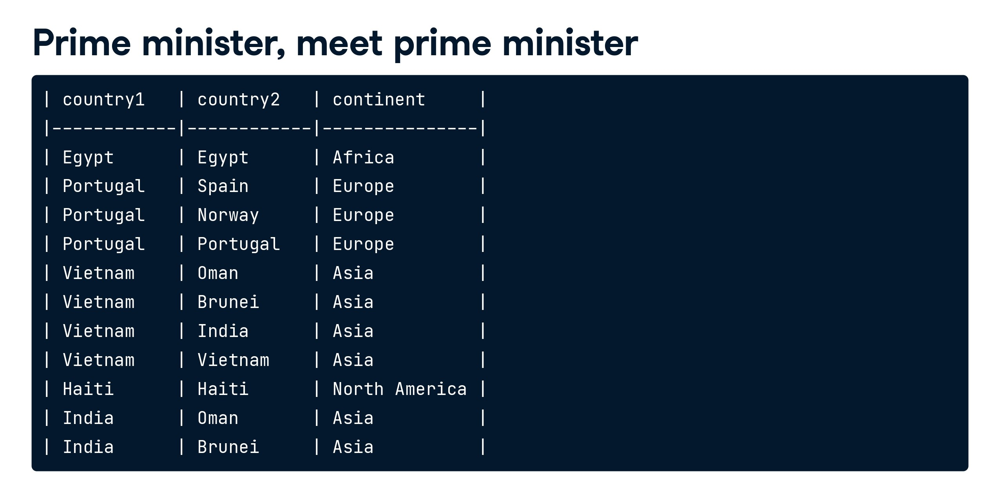 Prime minister, meet prime minister
| country1   | country2   | continent     |
|------------|------------|---------------|
| Egypt      | Egypt      | Africa        |
| Portugal   | Spain      | Europe        |
| Portugal   | Norway     | Europe        |
| Portugal   | Portugal   | Europe        |
| Vietnam    | Oman       | Asia          |
| Vietnam    | Brunei     | Asia          |
| Vietnam    | India      | Asia          |
| Vietnam    | Vietnam    | Asia          |
| Haiti      | Haiti      | North America |
| India      | Oman       | Asia          |
| India      | Brunei     | Asia          |